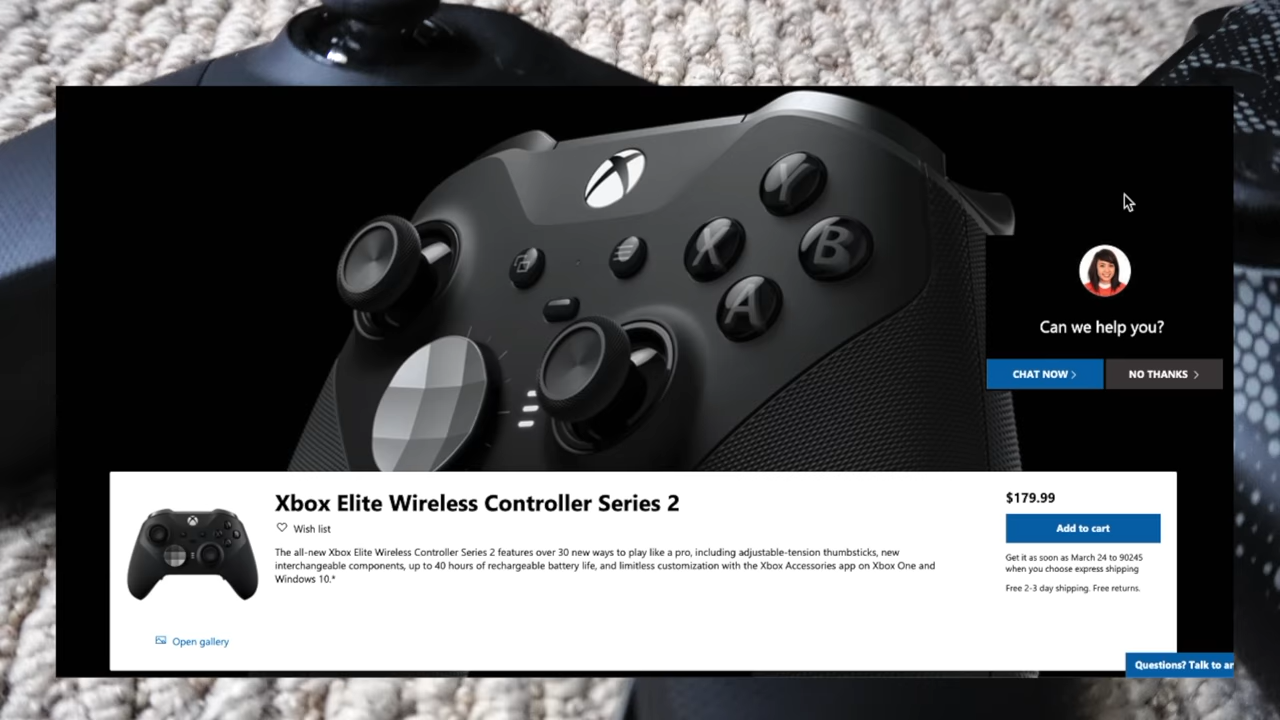 Y
X
B
A
Can we help you?
CHAT NOW
NO THANKS
Xbox Elite Wireless Controller Series 2
Wish list
The all-new Xbox Elite Wireless Controller Series 2 features over 30 new ways to play like a pro, including adjustable-tension thumbsticks, new
interchangeable components, up to 40 hours of rechargeable battery life, and limitless customization with the Xbox Accessories app on Xbox One and
Windows 10.*
Open gallery
$179.99
Add to cart
Get it as soon as March 24 to 90245
when you choose express shipping
Free 2-3 day shipping. Free returns.
Questions? Talk to